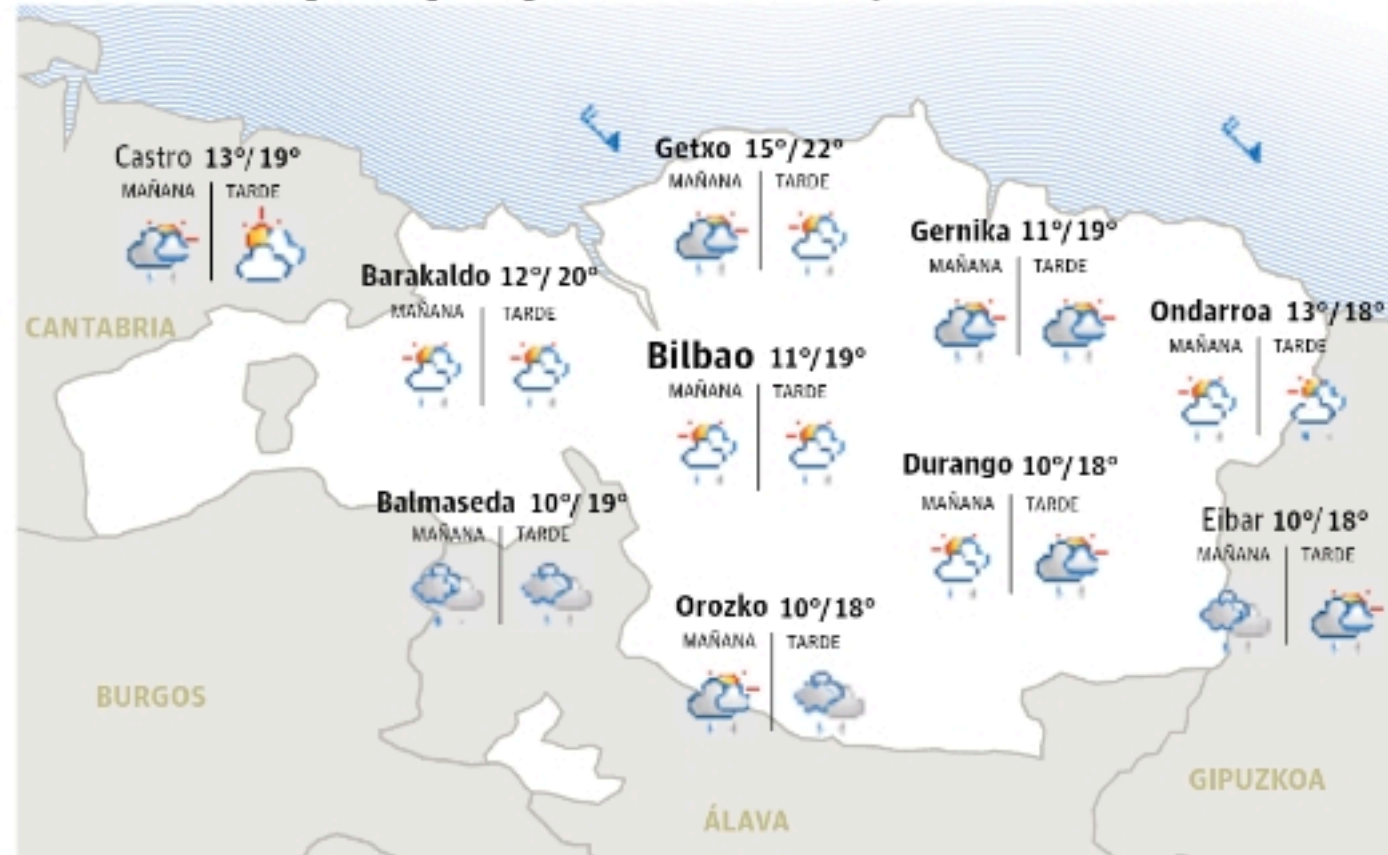 Castro 13°/19°
MAÑANA TARDE
Getxo 15°/22°
MAÑANA TARDE
Gernika 11°/19°
MAÑANA TARDE
Barakaldo 12°/20°
MAÑANA TARDE
CANTABRIA
Ondarroa 13°/18°
MAÑANA TARDE
Bilbao 11°/19°
MAÑANA TARDE
Durango 10°/18°
MAÑANA TARDE
Balmaseda 10°/19°
MAÑANA TARDE
Eibar 10°/18°
MAÑANA TARDE
Orozko 10°/18°
MAÑANA TARDE
BURGOS
GIPUZKOA
ÁLAVA